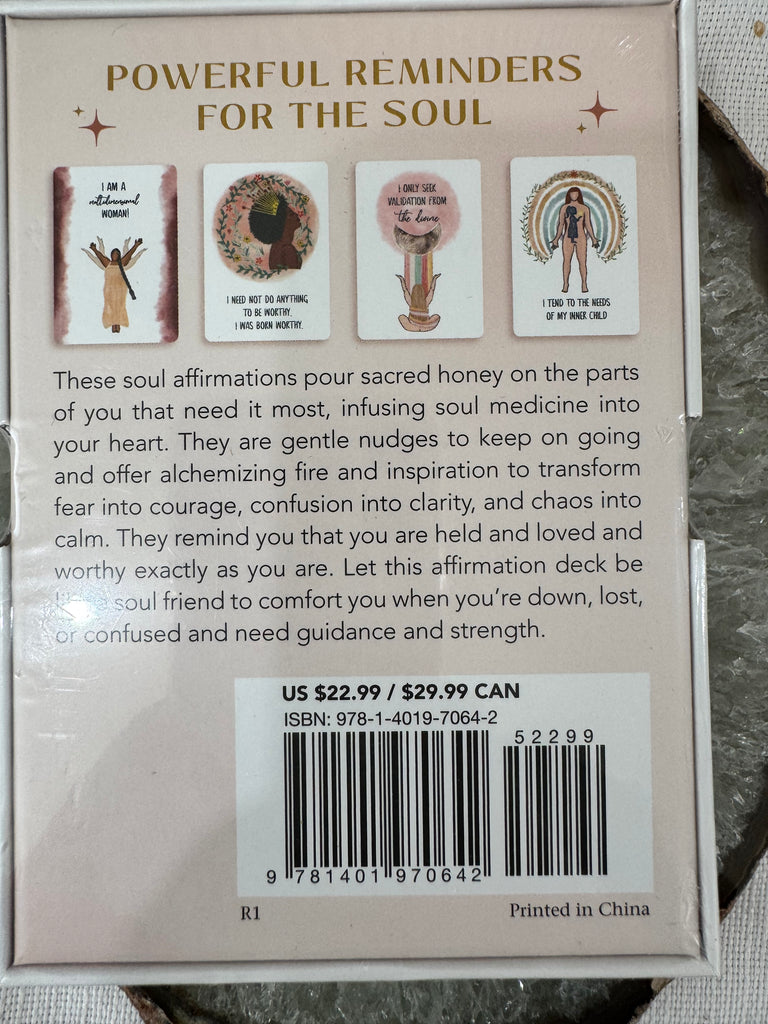 POWERFUL REMINDERS
FOR THE SOUL
I AM A
multidimensional
WOMAN!
I NEED NOT DO ANYTHING
TO BE WORTHY.
I WAS BORN WORTHY.
I ONLY SEEK
VALIDATION FROM
the divine
I TEND TO THE NEEDS
OF MY INNER CHILD
These soul affirmations pour sacred honey on the parts
of you that need it most, infusing soul medicine into
your heart. They are gentle nudges to keep on going
and offer alchemizing fire and inspiration to transform
fear into courage, confusion into clarity, and chaos into
calm. They remind you that you are held and loved and
worthy exactly as you are. Let this affirmation deck be
like a soul friend to comfort you when you're down, lost,
or confused and need guidance and strength.
US $22.99 / $29.99 CAN
ISBN: 978-1-4019-7064-2
52299
9 781401 970642
R1
Printed in China